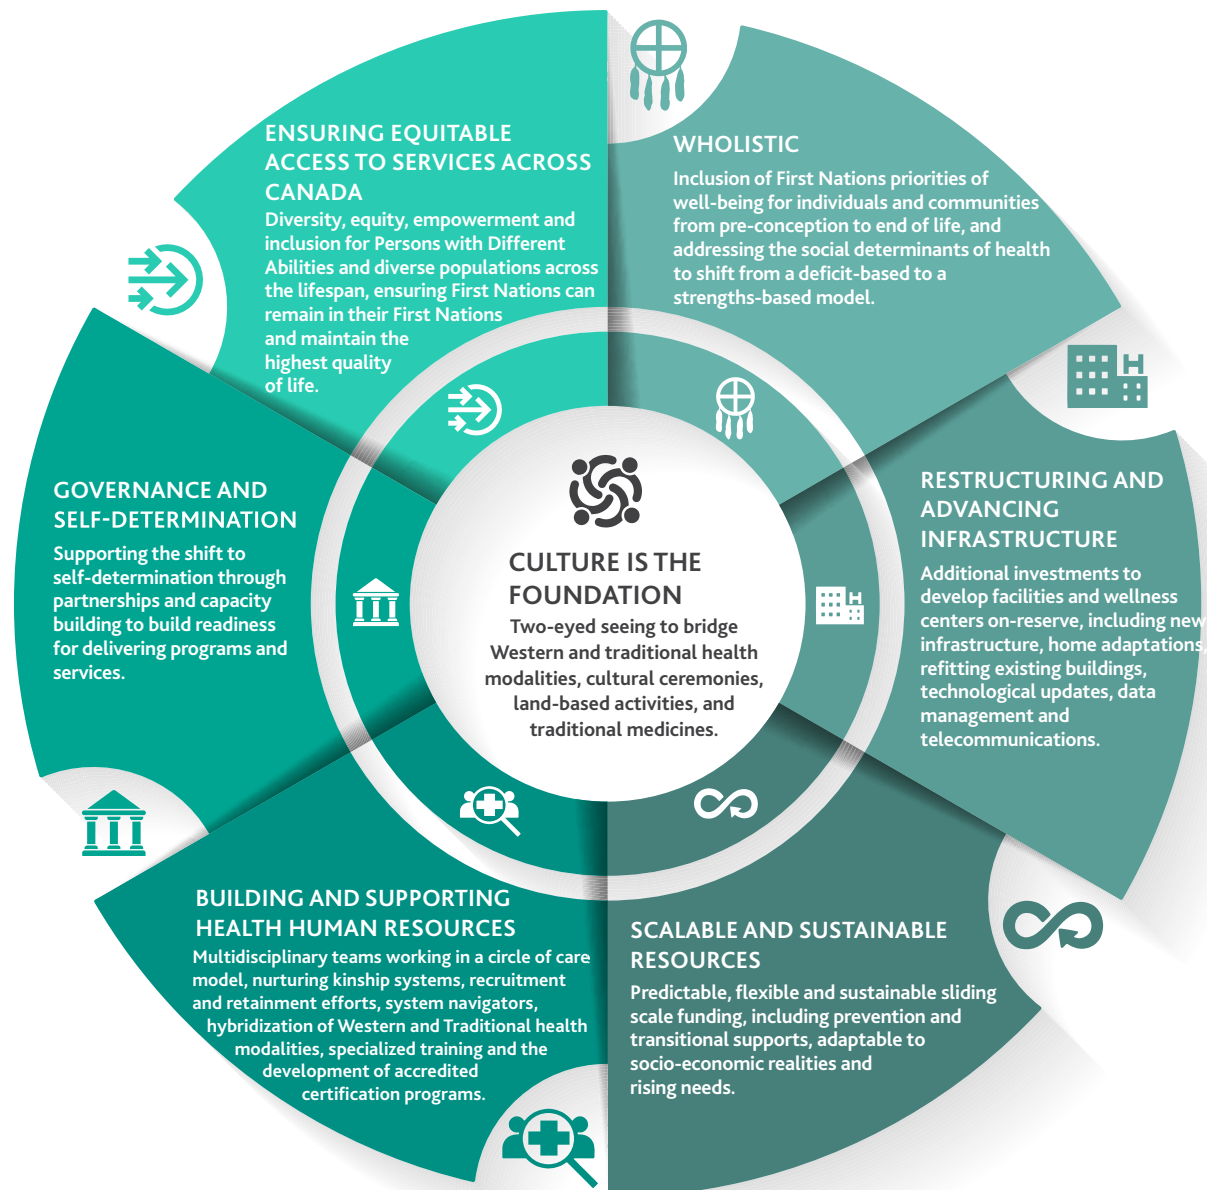 ENSURING EQUITABLE
ACCESS TO SERVICES ACROSS
CANADA
Diversity, equity, empowerment and
inclusion for Persons with Different
Abilities and diverse populations across
the lifespan, ensuring First Nations can
remain in their First Nations
and maintain the
highest quality
of life.
WHOLISTIC
Inclusion of First Nations priorities of
well-being for individuals and communities
from pre-conception to end of life, and
addressing the social determinants of health
to shift from a deficit-based to a
strengths-based model.
RESTRUCTURING AND
ADVANCING
INFRASTRUCTURE
Additional investments to
develop facilities and wellness
centers on-reserve, including new
infrastructure, home adaptations,
refitting existing buildings,
technological updates, data
management and
telecommunications.
GOVERNANCE AND
SELF-DETERMINATION
Supporting the shift to
self-determination through
partnerships and capacity
building to build readiness
for delivering programs and
services.
CULTURE IS THE
FOUNDATION
Two-eyed seeing to bridge
Western and traditional health
modalities, cultural ceremonies,
land-based activities, and
traditional medicines.
BUILDING AND SUPPORTING
HEALTH HUMAN RESOURCES
Multidisciplinary teams working in a circle of care
model, nurturing kinship systems, recruitment
and retainment efforts, system navigators,
hybridization of Western and Traditional health
modalities, specialized training and the
development of accredited
certification programs.
SCALABLE AND SUSTAINABLE
RESOURCES
Predictable, flexible and sustainable sliding
scale funding, including prevention and
transitional supports, adaptable to
socio-economic realities and
rising needs.